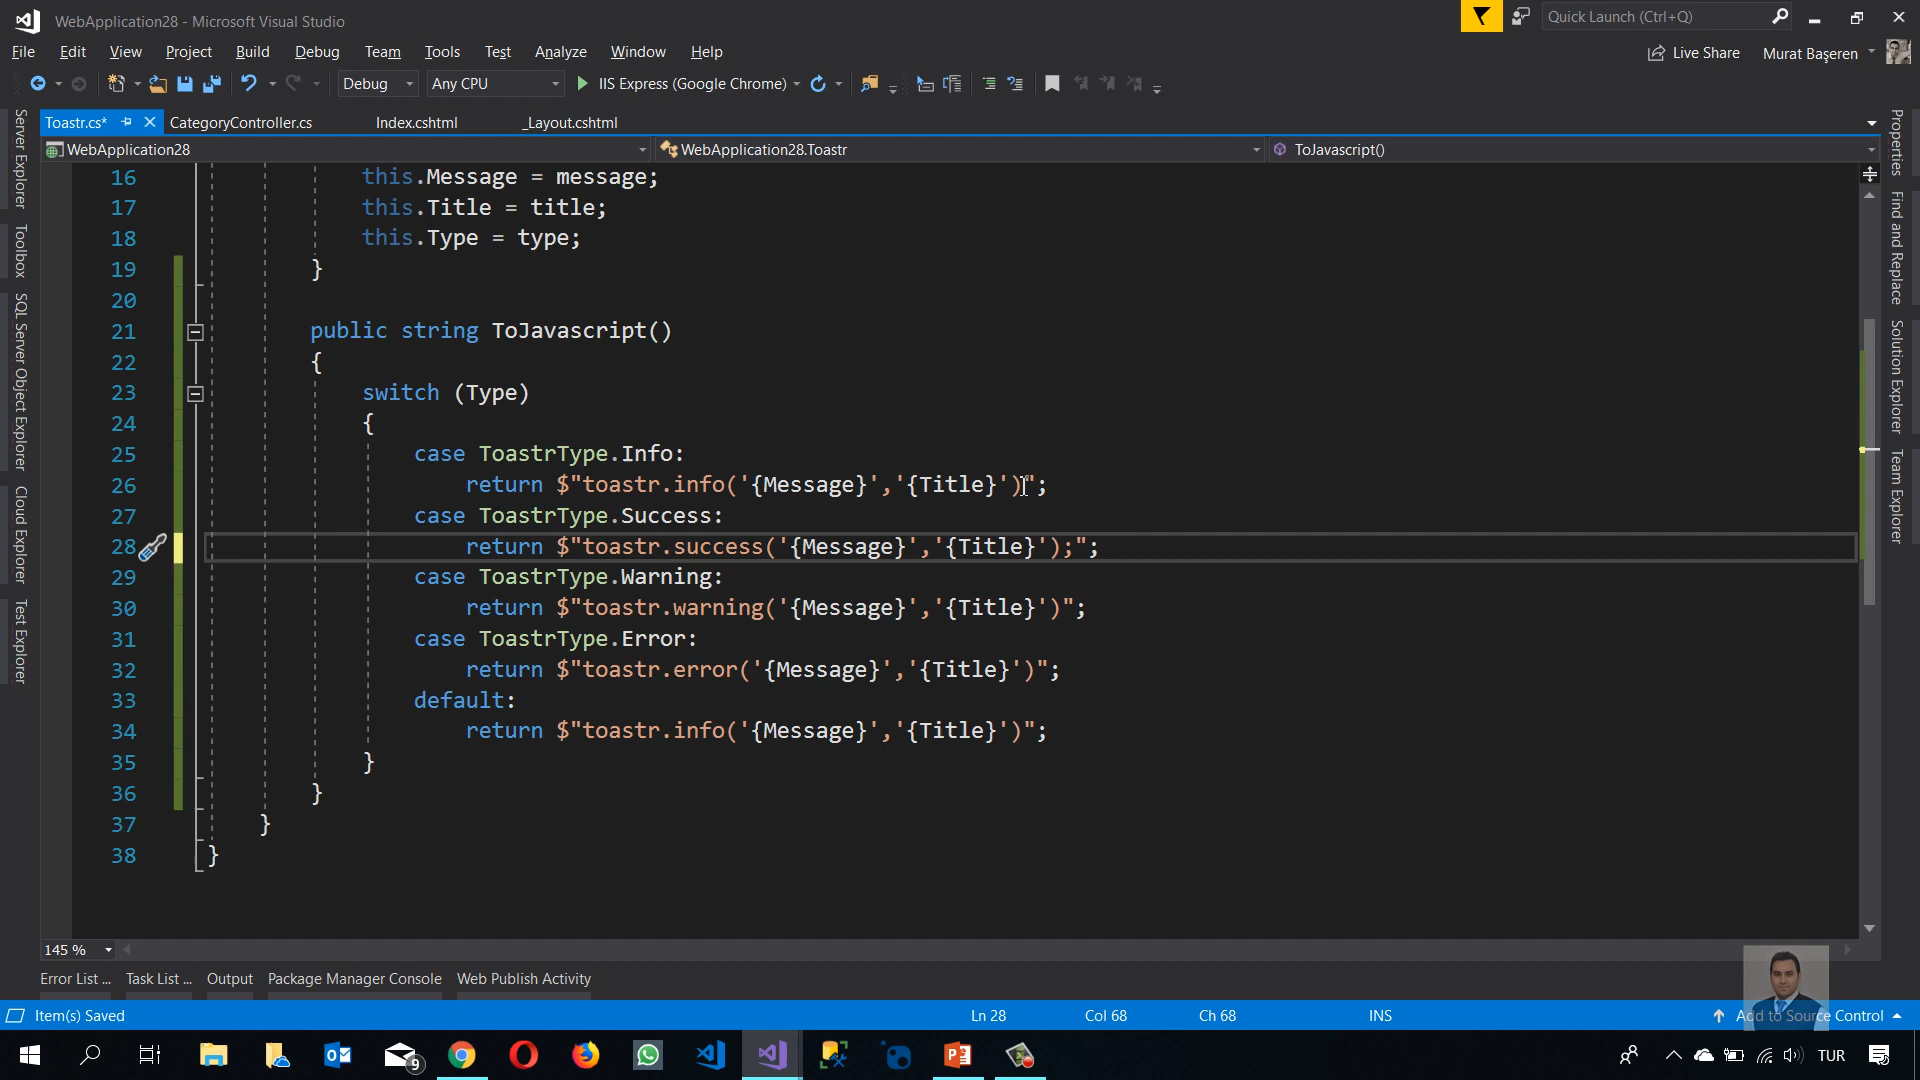 WebApplication28 - Microsoft Visual Studio
Quick Launch (Ctrl+Q)
File Edit View Project Build Debug Team Tools Test Analyze Window Help
Live Share
Murat Başeren
Debug Any CPU IIS Express (Google Chrome)
Toastr.cs* CategoryController.cs Index.cshtml _Layout.cshtml
WebApplication28 WebApplication28.Toastr ToJavascript()
Server Explorer
Toolbox
SQL Server Object Explorer
Cloud Explorer
Test Explorer
16 this.Message = message;
17 this.Title = title;
18 this.Type = type;
19 }
20
21 public string ToJavascript()
22 {
23 switch (Type)
24 {
25 case ToastrType.Info:
26 return $"toastr.info('{Message}','{Title}')";
27 case ToastrType.Success:
28 return $"toastr.success('{Message}','{Title}');";
29 case ToastrType.Warning:
30 return $"toastr.warning('{Message}','{Title}')";
31 case ToastrType.Error:
32 return $"toastr.error('{Message}','{Title}')";
33 default:
34 return $"toastr.info('{Message}','{Title}')";
35 }
36 }
37 }
38 }
Properties
Find and Replace
Solution Explorer
Team Explorer
145 %
Error List ... Task List ... Output Package Manager Console Web Publish Activity
Item(s) Saved Ln 28 Col 68 Ch 68 INS Add to Source Control
9
TUR